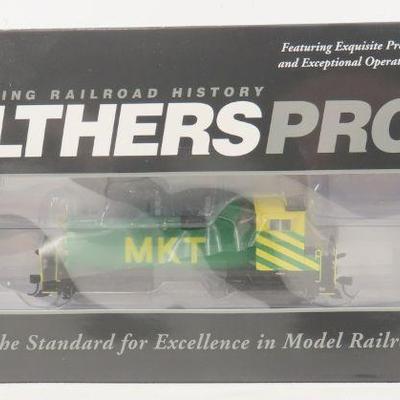 Featuring Exquisite Pro
and Exceptional Operat
ING RAILROAD HISTORY
LTHERSPRO
MKT
he Standard for Excellence in Model Railr